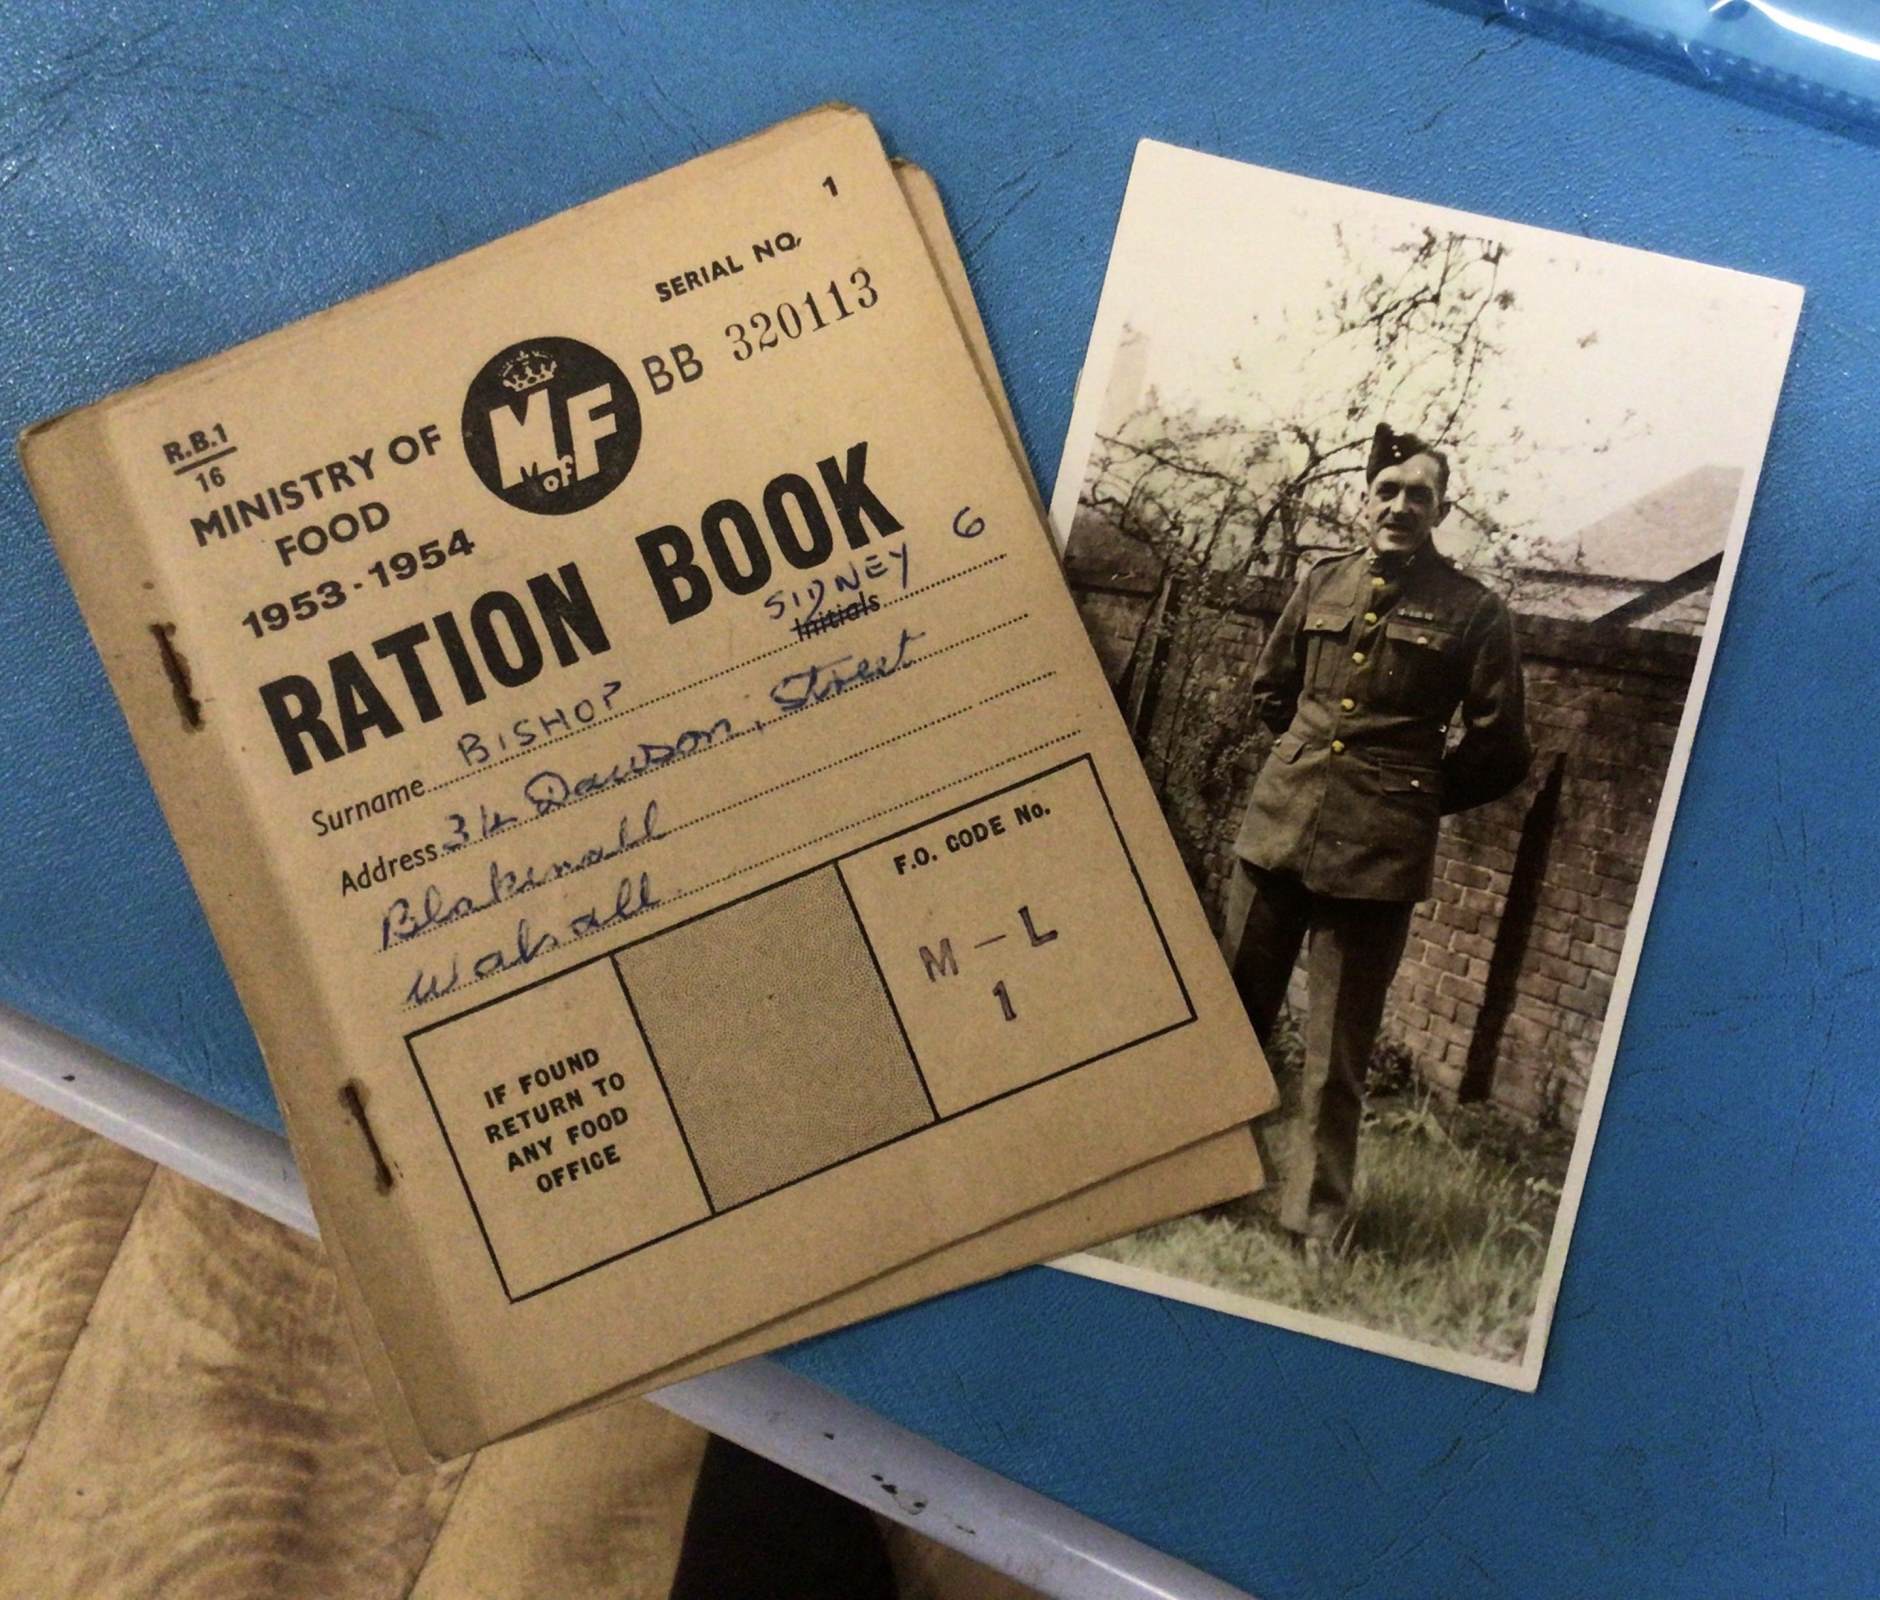 1
SERIAL NO.
BB 320113
R.B.1
16
MINISTRY OF
FOOD
1953-1954
M of F
RATION BOOK
Surname BISHOP Initials SIDNEY 6
Address 34 Dawson, Street
Blakenall
Walsall
IF FOUND
RETURN TO
ANY FOOD
OFFICE
F.O. CODE No.
M-L
1